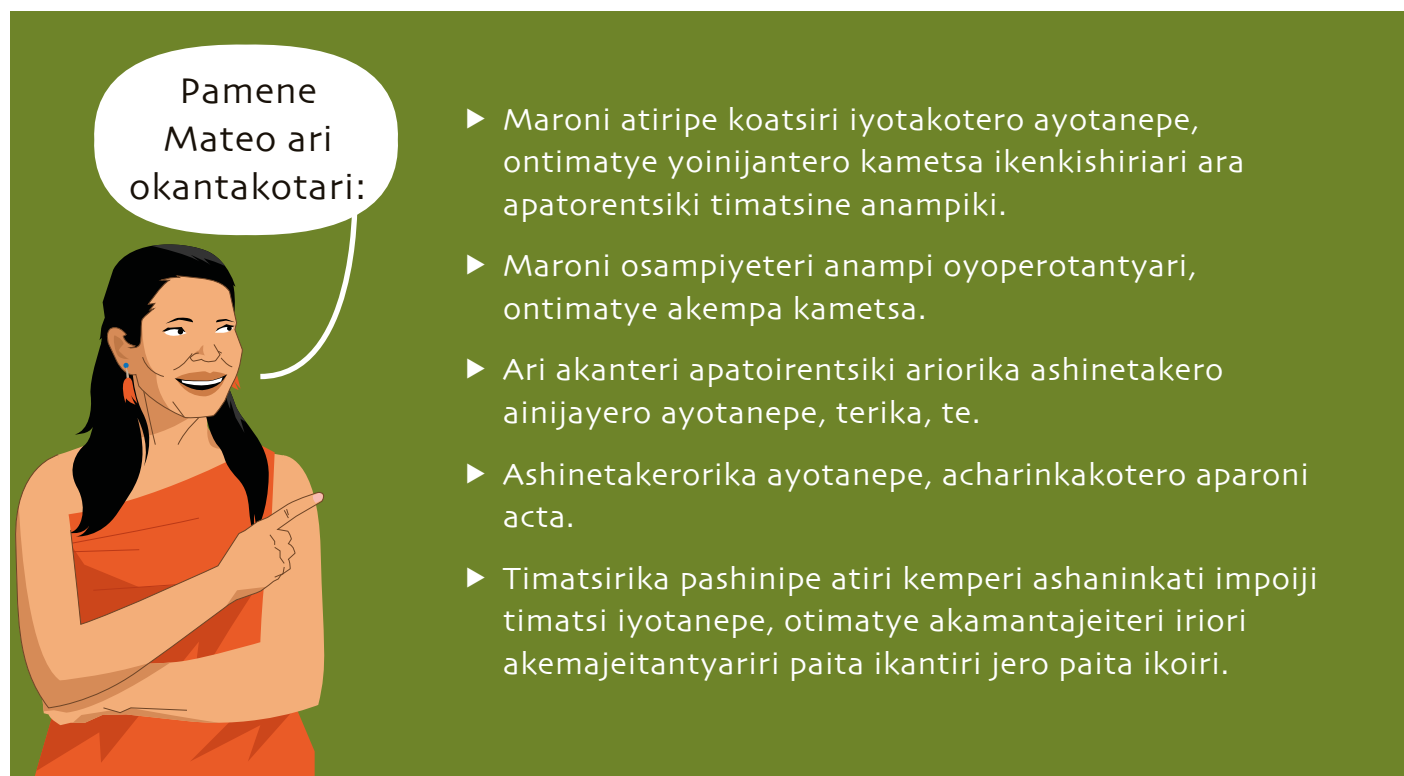 Pamene
Mateo ari
okantakotari:
▶ Maroni atiripe koatsiri iyotakotero ayotanepe,
ontimatye yoinijantero kametsa ikenkishiriari ara
apatorentsiki timatsine anampiki.
▶ Maroni osampiyeteri anampi oyoperotantyari,
ontimatye akempa kametsa.
▶ Ari akanteri apatoirentsiki ariorika ashinetakero
ainijayero ayotanepe, terika, te.
▶ Ashinetakerorika ayotanepe, acharinkakotero aparoni
acta.
▶ Timatsirika pashinipe atiri kemperi ashaninkati impoiji
timatsi iyotanepe, otimatye akamantajeiteri iriori
akemajeitantyariri paita ikantiri jero paita ikoiri.